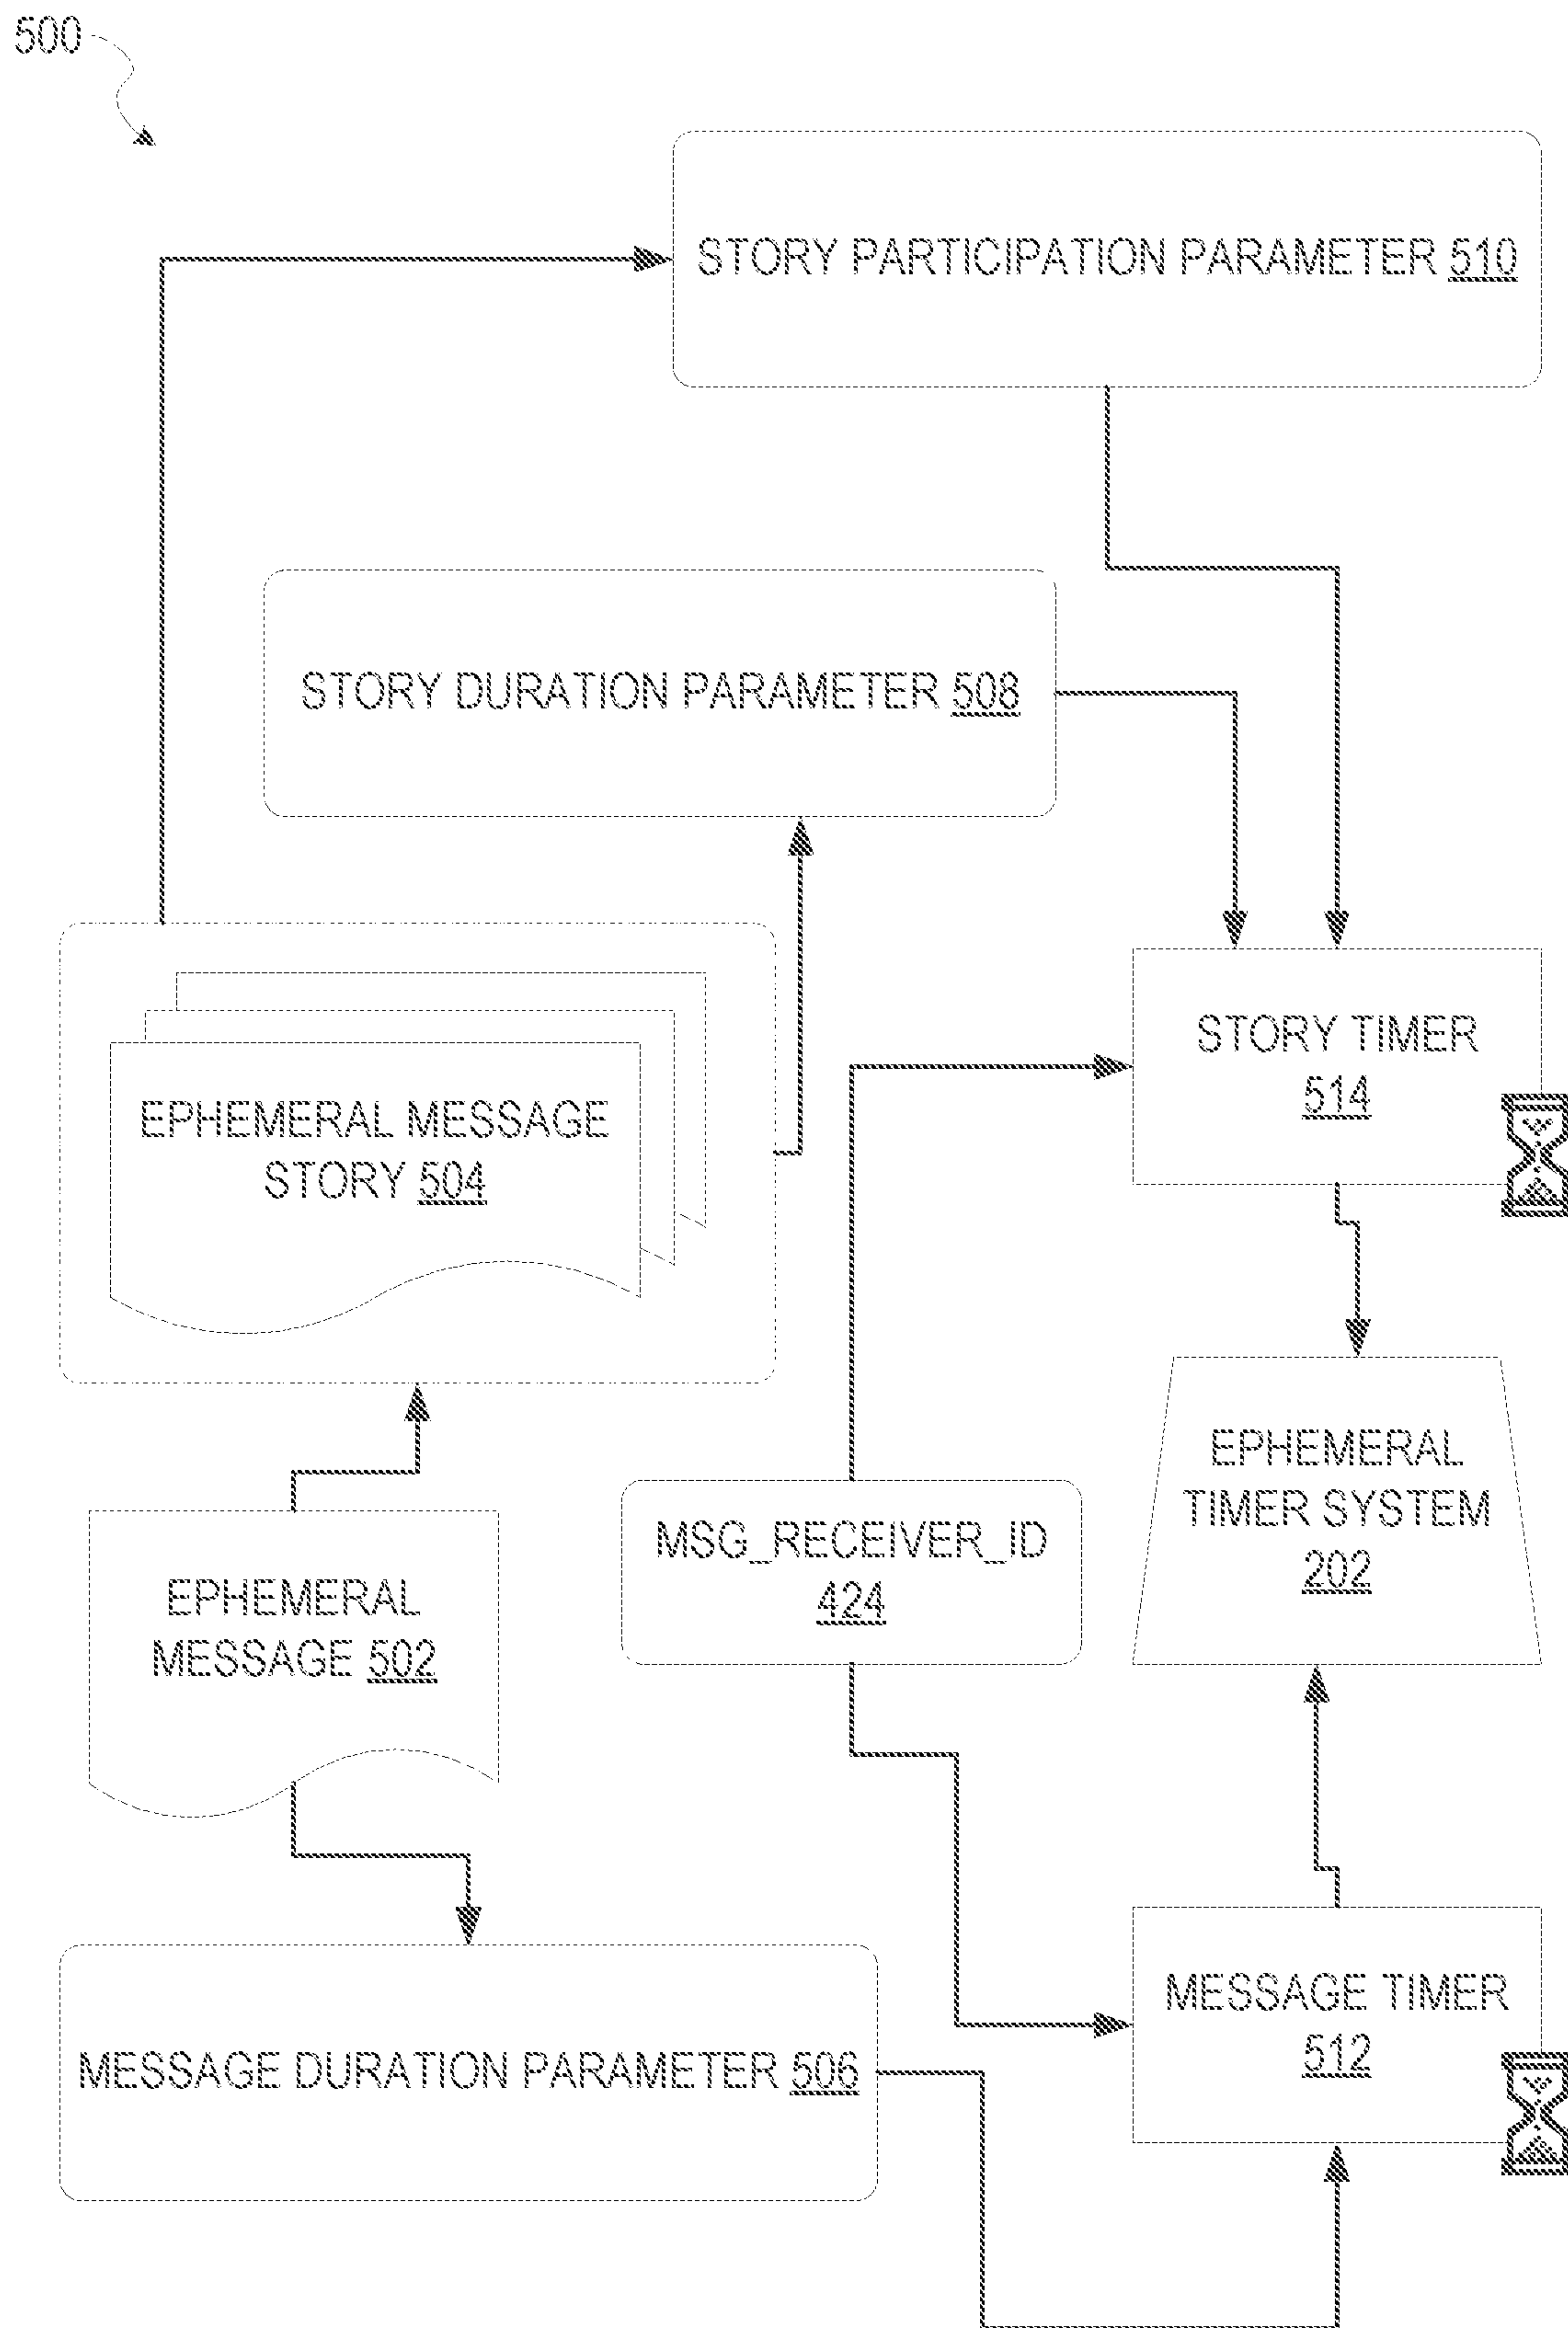 500
STORY PARTICIPATION PARAMETER 510
STORY DURATION PARAMETER 508
STORY TIMER
514
EPHEMERAL MESSAGE
STORY 504
EPHEMERAL
TIMER SYSTEM
202
MSG_RECEIVER_ID
424
EPHEMERAL
MESSAGE 502
MESSAGE TIMER
512
MESSAGE DURATION PARAMETER 506